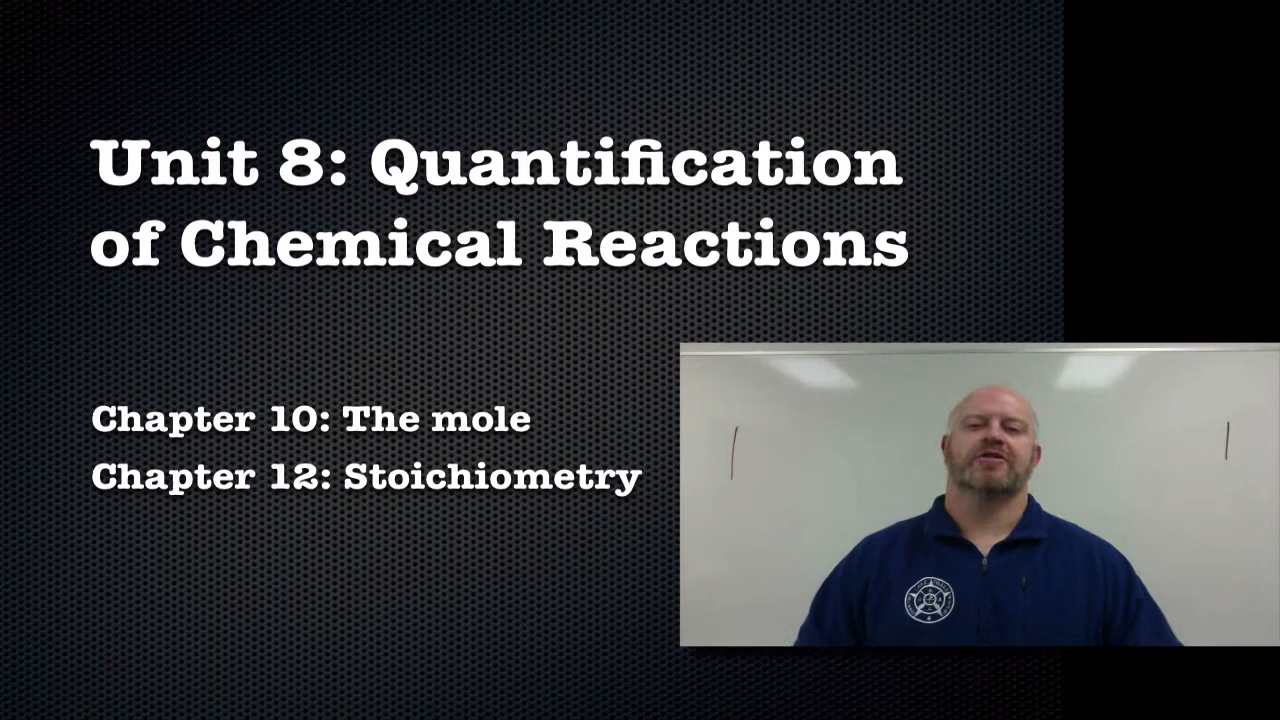 Unit 8: Quantification
of Chemical Reactions
Chapter 10: The mole
Chapter 12: Stoichiometry